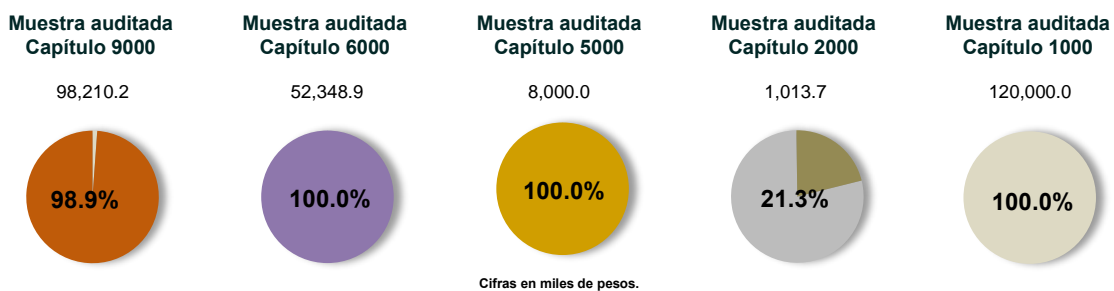 Muestra auditada
Capítulo 9000
98,210.2
98.9%
Muestra auditada
Capítulo 6000
52,348.9
100.0%
Muestra auditada
Capítulo 5000
8,000.0
100.0%
Muestra auditada
Capítulo 2000
1,013.7
21.3%
Muestra auditada
Capítulo 1000
120,000.0
100.0%
Cifras en miles de pesos.